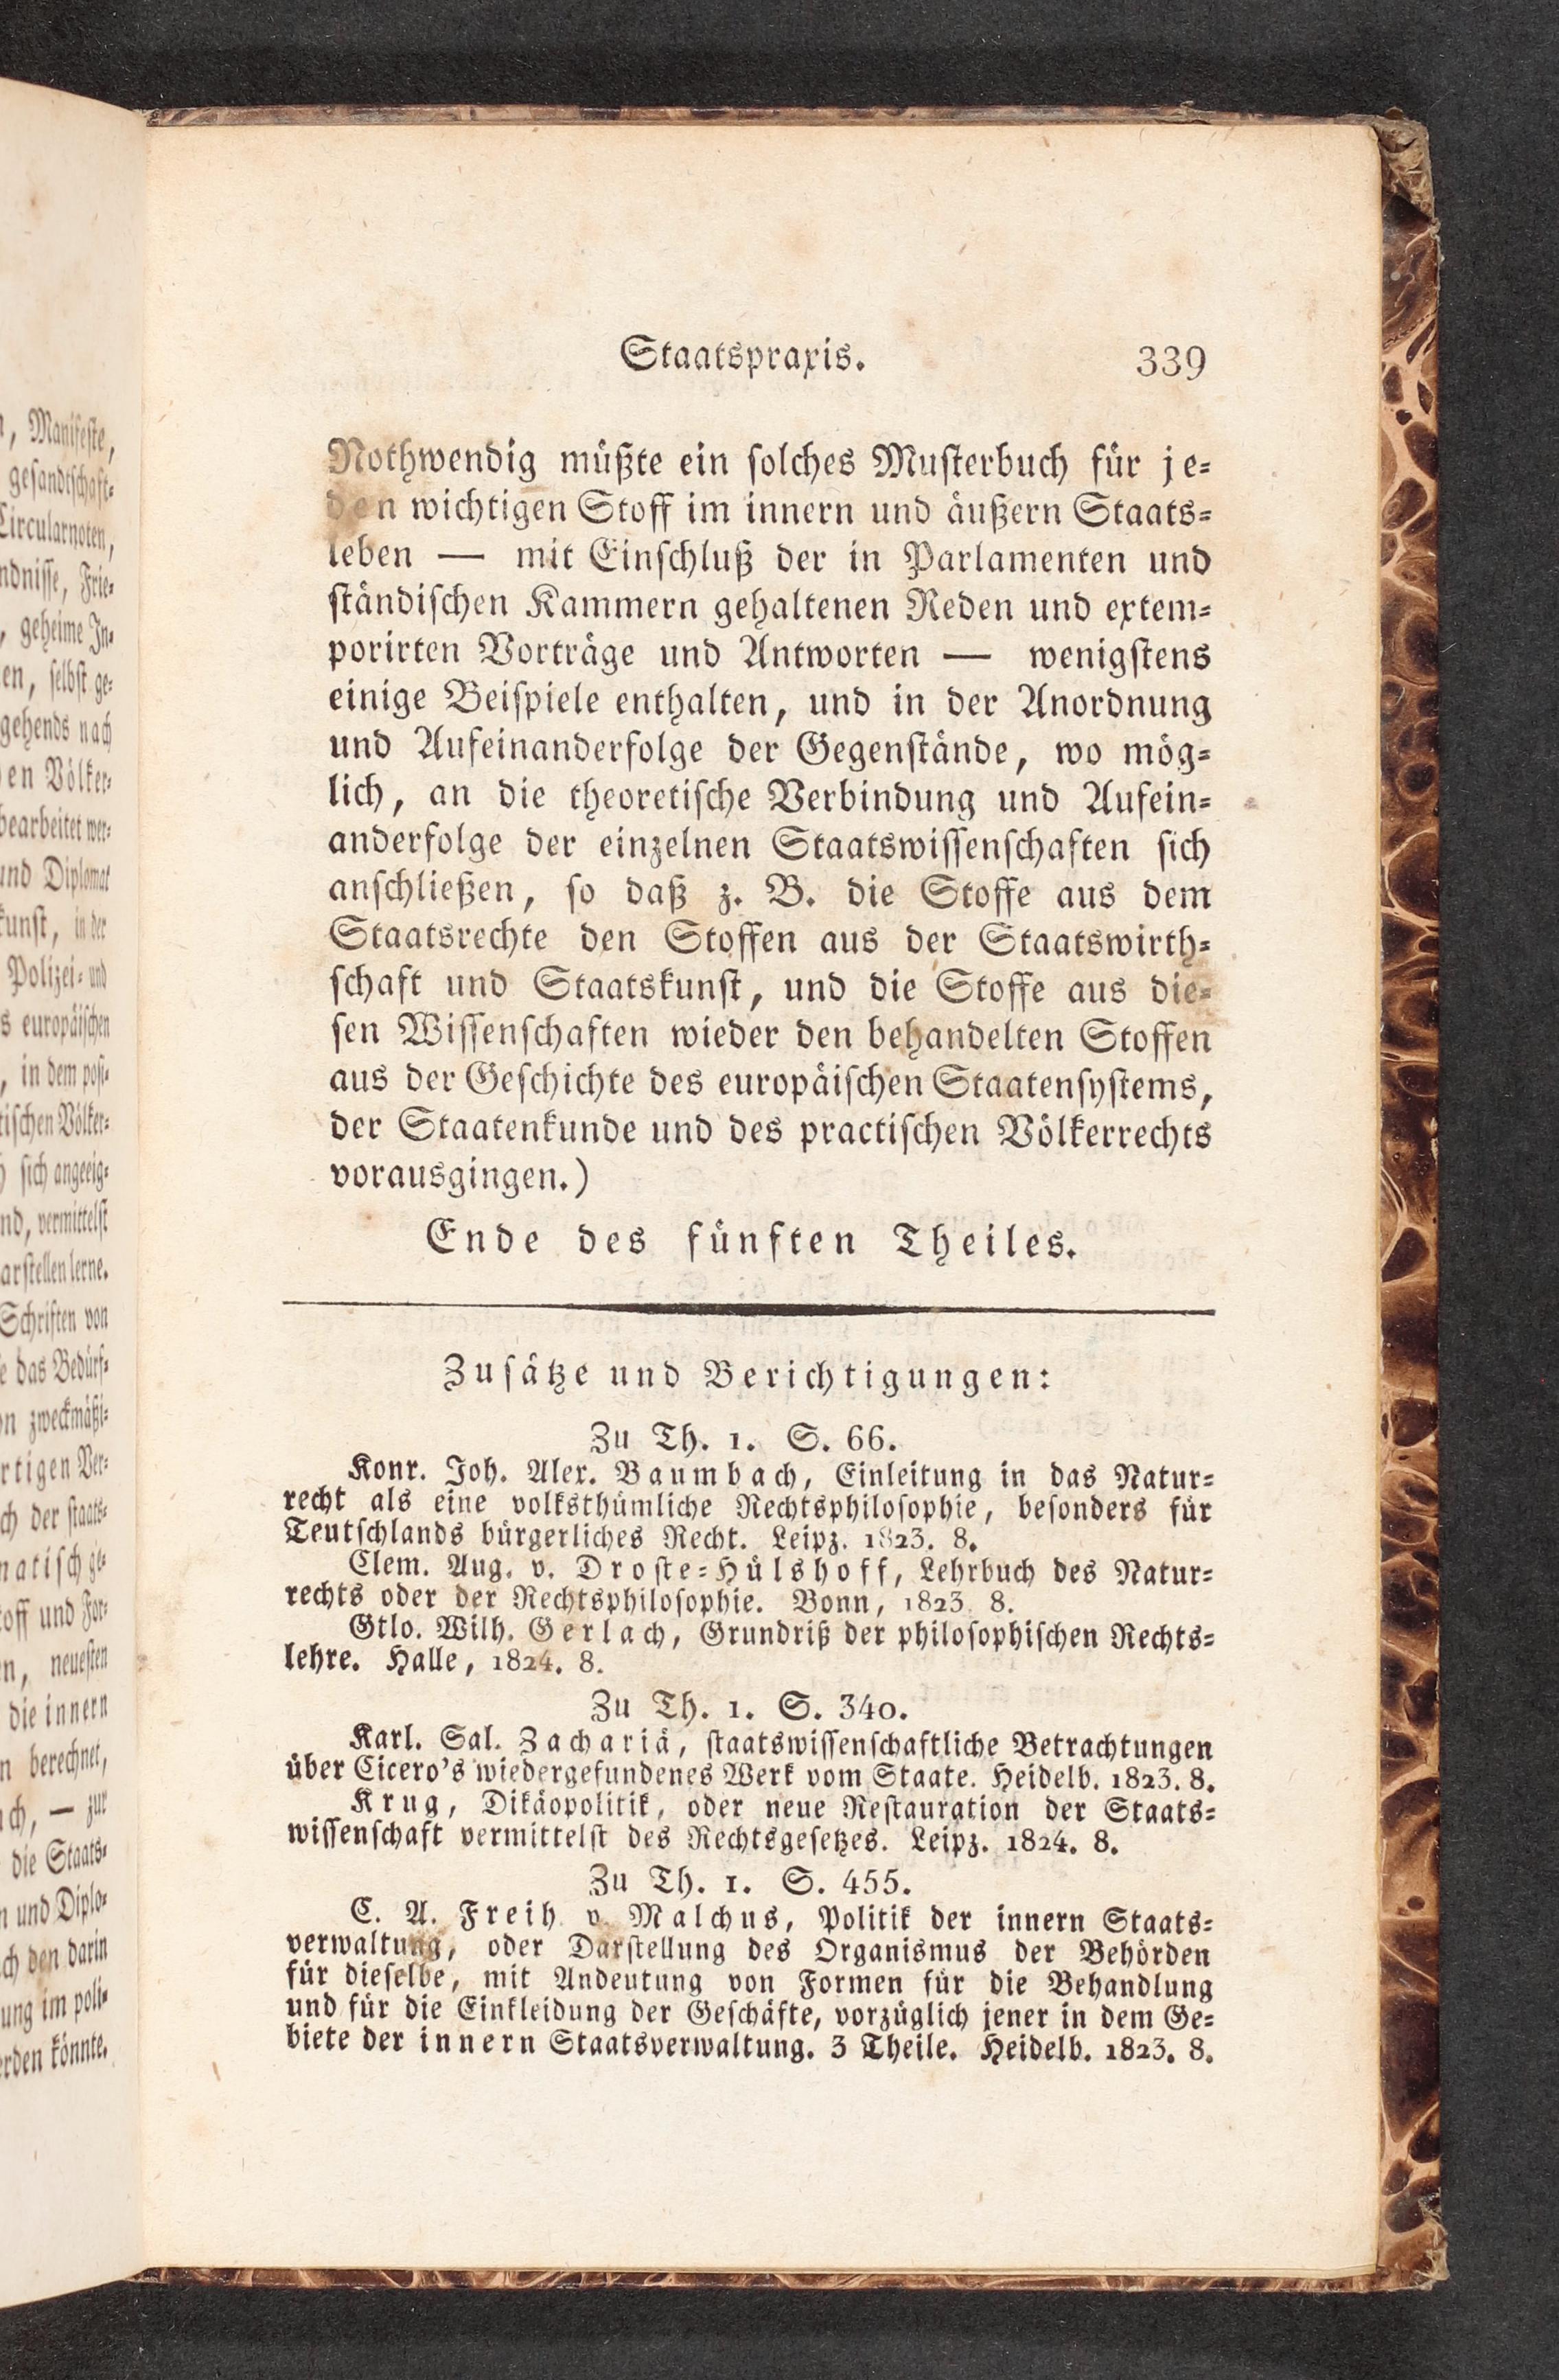 Staatspraxis. 339
Nothwendig müßte ein solches Musterbuch für je-
den wichtigen Stoff im innern und äußern Staats-
leben — mit Einschluß der in Parlamenten und
ständischen Kammern gehaltenen Reden und extem-
porirten Vorträge und Antworten — wenigstens
einige Beispiele enthalten, und in der Anordnung
und Aufeinanderfolge der Gegenstände, wo mög-
lich, an die theoretische Verbindung und Aufein-
anderfolge der einzelnen Staatswissenschaften sich
anschließen, so daß z. B. die Stoffe aus dem
Staatsrechte den Stoffen aus der Staatswirth-
schaft und Staatskunst, und die Stoffe aus die-
sen Wissenschaften wieder den behandelten Stoffen
aus der Geschichte des europäischen Staatensystems,
der Staatenkunde und des practischen Völkerrechts
vorausgingen.)
Ende des fünften Theiles.
Zusätze und Berichtigungen:
Zu Th. 1. S. 66.
Konr. Joh. Alex. Baumbach, Einleitung in das Natur-
recht als eine volksthümliche Rechtsphilosophie, besonders für
Teutschlands bürgerliches Recht. Leipz. 1823. 8.
Clem. Aug. v. Droste-Hülshoff, Lehrbuch des Natur-
rechts oder der Rechtsphilosophie. Bonn, 1823. 8.
Gtlo. Wilh. Gerlach, Grundriß der philosophischen Rechts-
lehre. Halle, 1824. 8.
Zu Th. 1. S. 340.
Karl. Sal. Zachariä, staatswissenschaftliche Betrachtungen
über Cicero's wiedergefundenes Werk vom Staate. Heidelb. 1823. 8.
Krug, Dikäopolitik, oder neue Restauration der Staats-
wissenschaft vermittelst des Rechtsgesetzes. Leipz. 1824. 8.
Zu Th. 1. S. 455.
C. A. Freih. v. Malchus, Politik der innern Staats-
verwaltung, oder Darstellung des Organismus der Behörden
für dieselbe, mit Andeutung von Formen für die Behandlung
und für die Einkleidung der Geschäfte, vorzüglich jener in dem Ge-
biete der innern Staatsverwaltung. 3 Theile. Heidelb. 1823. 8.